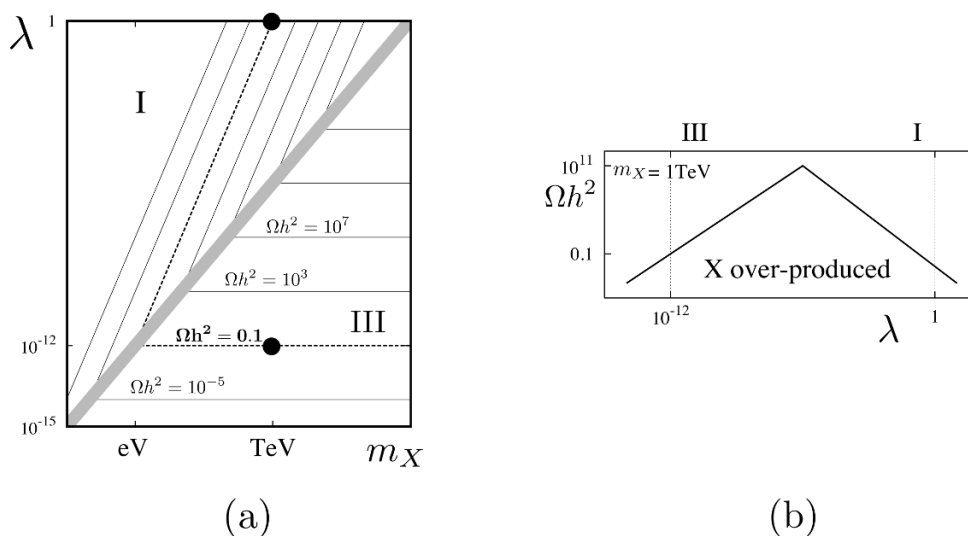 λ
1
I
Ωh² = 10⁷
Ωh² = 10³
III
Ωh² = 0.1
10⁻¹²
Ωh² = 10⁻⁵
10⁻¹⁵
eV
TeV
m_X
(a)
III
I
10¹¹
m_X = 1TeV
Ωh²
0.1
X over-produced
10⁻¹²
λ
1
(b)